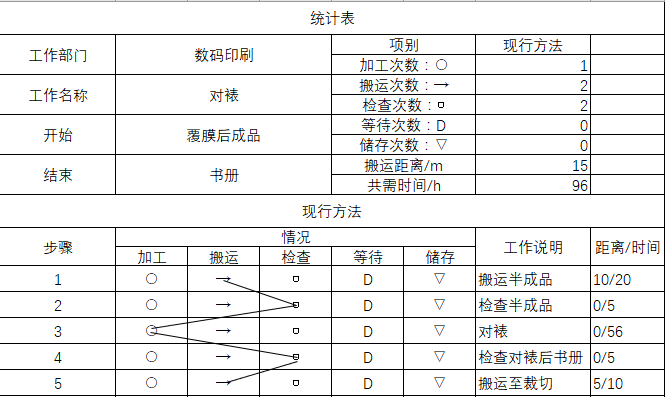 统计表
工作部门 数码印刷 项别 现行方法
加工次数：○ 1
工作名称 对裱 搬运次数：→ 2
检查次数：□ 2
开始 覆膜后成品 等待次数：D 0
储存次数：▽ 0
结束 书册 搬运距离/m 15
共需时间/h 96
现行方法
步骤 情况 工作说明 距离/时间
加工 搬运 检查 等待 储存
1 ○ → □ D ▽ 搬运半成品 10/20
2 ○ → □ D ▽ 检查半成品 0/5
3 ○ → □ D ▽ 对裱 0/56
4 ○ → □ D ▽ 检查对裱后书册 0/5
5 ○ → □ D ▽ 搬运至裁切 5/10